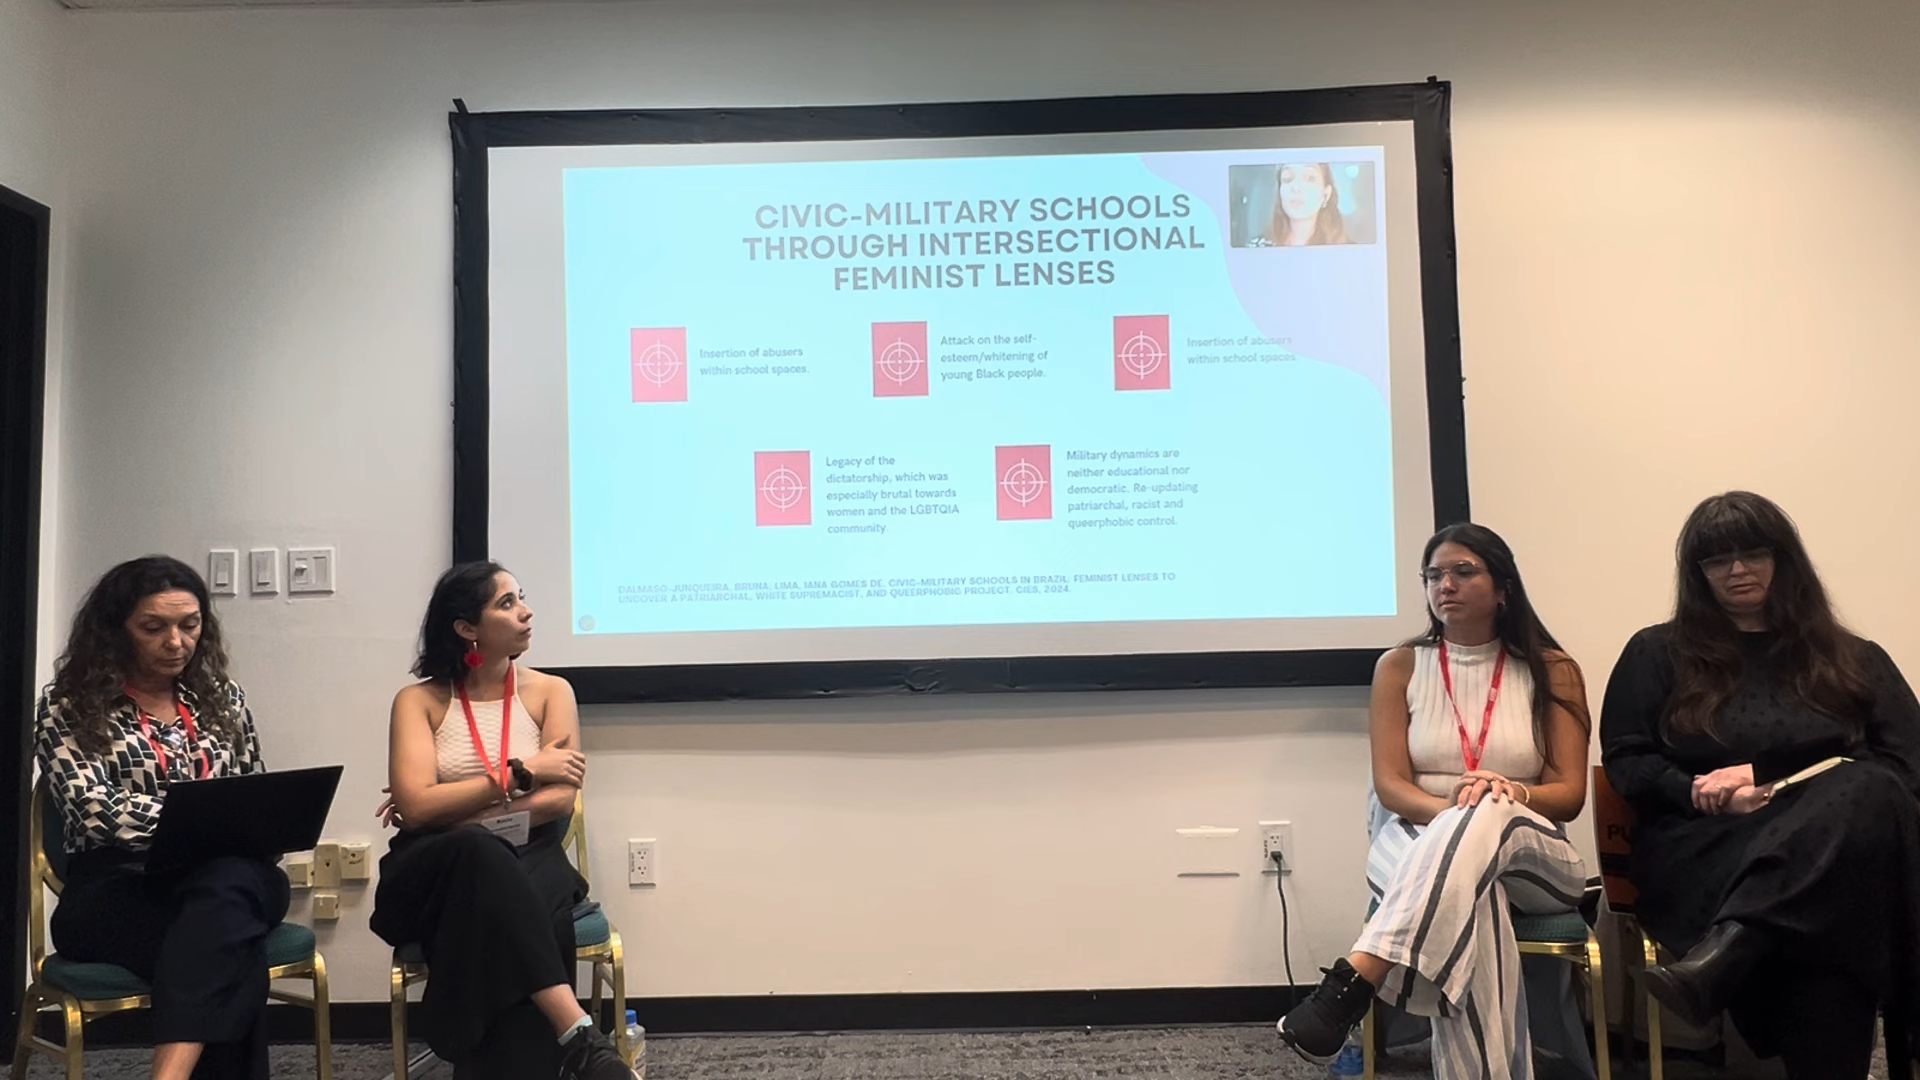 CIVIC-MILITARY SCHOOLS
THROUGH INTERSECTIONAL
FEMINIST LENSES
Insertion of abusers
within school spaces.
Attack on the self-
esteem/whitening of
young Black people.
Insertion of abusers
within school spaces.
Legacy of the
dictatorship, which was
especially brutal towards
women and the LGBTQIA
community.
Military dynamics are
neither educational nor
democratic. Re-updating
patriarchal, racist and
queerphobic control.
DALMASO-JUNQUEIRA, BRUNA; LIMA, IANA GOMES DE. CIVIC-MILITARY SCHOOLS IN BRAZIL: FEMINIST LENSES TO
UNCOVER A PATRIARCHAL, WHITE SUPREMACIST, AND QUEERPHOBIC PROJECT. CIES, 2024.